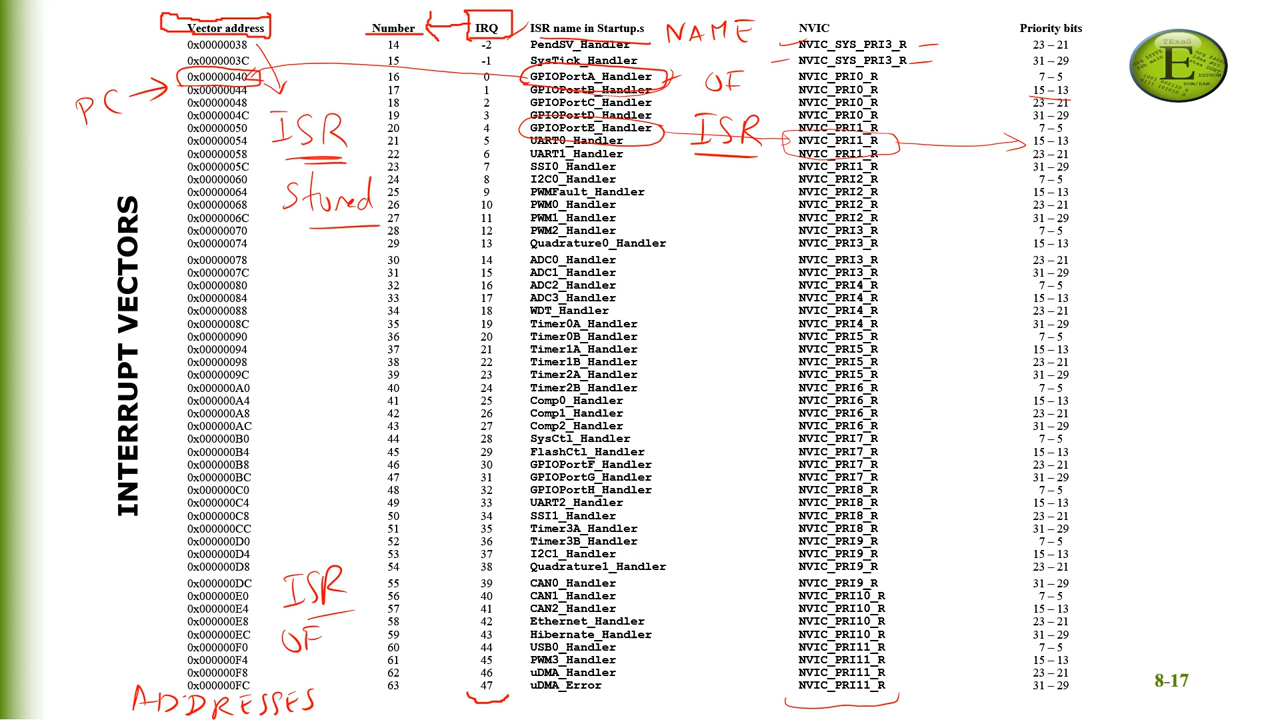 Vector address Number IRQ ISR name in Startup.s NVIC Priority bits
0x00000038 14 -2 PendSV_Handler NVIC_SYS_PRI3_R 23 – 21
0x0000003C 15 -1 SysTick_Handler NVIC_SYS_PRI3_R 31 – 29
0x00000040 16 0 GPIOPortA_Handler NVIC_PRI0_R 7 – 5
0x00000044 17 1 GPIOPortB_Handler NVIC_PRI0_R 15 – 13
0x00000048 18 2 GPIOPortC_Handler NVIC_PRI0_R 23 – 21
0x0000004C 19 3 GPIOPortD_Handler NVIC_PRI0_R 31 – 29
0x00000050 20 4 GPIOPortE_Handler NVIC_PRI1_R 7 – 5
0x00000054 21 5 UART0_Handler NVIC_PRI1_R 15 – 13
0x00000058 22 6 UART1_Handler NVIC_PRI1_R 23 – 21
0x0000005C 23 7 SSI0_Handler NVIC_PRI1_R 31 – 29
0x00000060 24 8 I2C0_Handler NVIC_PRI2_R 7 – 5
0x00000064 25 9 PWMFault_Handler NVIC_PRI2_R 15 – 13
0x00000068 26 10 PWM0_Handler NVIC_PRI2_R 23 – 21
0x0000006C 27 11 PWM1_Handler NVIC_PRI2_R 31 – 29
0x00000070 28 12 PWM2_Handler NVIC_PRI3_R 7 – 5
0x00000074 29 13 Quadrature0_Handler NVIC_PRI3_R 15 – 13
0x00000078 30 14 ADC0_Handler NVIC_PRI3_R 23 – 21
0x0000007C 31 15 ADC1_Handler NVIC_PRI3_R 31 – 29
0x00000080 32 16 ADC2_Handler NVIC_PRI4_R 7 – 5
0x00000084 33 17 ADC3_Handler NVIC_PRI4_R 15 – 13
0x00000088 34 18 WDT_Handler NVIC_PRI4_R 23 – 21
0x0000008C 35 19 Timer0A_Handler NVIC_PRI4_R 31 – 29
0x00000090 36 20 Timer0B_Handler NVIC_PRI5_R 7 – 5
0x00000094 37 21 Timer1A_Handler NVIC_PRI5_R 15 – 13
0x00000098 38 22 Timer1B_Handler NVIC_PRI5_R 23 – 21
0x0000009C 39 23 Timer2A_Handler NVIC_PRI5_R 31 – 29
0x000000A0 40 24 Timer2B_Handler NVIC_PRI6_R 7 – 5
0x000000A4 41 25 Comp0_Handler NVIC_PRI6_R 15 – 13
0x000000A8 42 26 Comp1_Handler NVIC_PRI6_R 23 – 21
0x000000AC 43 27 Comp2_Handler NVIC_PRI6_R 31 – 29
0x000000B0 44 28 SysCtl_Handler NVIC_PRI7_R 7 – 5
0x000000B4 45 29 FlashCtl_Handler NVIC_PRI7_R 15 – 13
0x000000B8 46 30 GPIOPortF_Handler NVIC_PRI7_R 23 – 21
0x000000BC 47 31 GPIOPortG_Handler NVIC_PRI7_R 31 – 29
0x000000C0 48 32 GPIOPortH_Handler NVIC_PRI8_R 7 – 5
0x000000C4 49 33 UART2_Handler NVIC_PRI8_R 15 – 13
0x000000C8 50 34 SSI1_Handler NVIC_PRI8_R 23 – 21
0x000000CC 51 35 Timer3A_Handler NVIC_PRI8_R 31 – 29
0x000000D0 52 36 Timer3B_Handler NVIC_PRI9_R 7 – 5
0x000000D4 53 37 I2C1_Handler NVIC_PRI9_R 15 – 13
0x000000D8 54 38 Quadrature1_Handler NVIC_PRI9_R 23 – 21
0x000000DC 55 39 CAN0_Handler NVIC_PRI9_R 31 – 29
0x000000E0 56 40 CAN1_Handler NVIC_PRI10_R 7 – 5
0x000000E4 57 41 CAN2_Handler NVIC_PRI10_R 15 – 13
0x000000E8 58 42 Ethernet_Handler NVIC_PRI10_R 23 – 21
0x000000EC 59 43 Hibernate_Handler NVIC_PRI10_R 31 – 29
0x000000F0 60 44 USB0_Handler NVIC_PRI11_R 7 – 5
0x000000F4 61 45 PWM3_Handler NVIC_PRI11_R 15 – 13
0x000000F8 62 46 uDMA_Handler NVIC_PRI11_R 23 – 21
0x000000FC 63 47 uDMA_Error NVIC_PRI11_R 31 – 29
INTERRUPT VECTORS
PC
ISR
Stored
NAME
OF
ISR
ISR
OF
ADDRESSES
TExaS
E
8-17